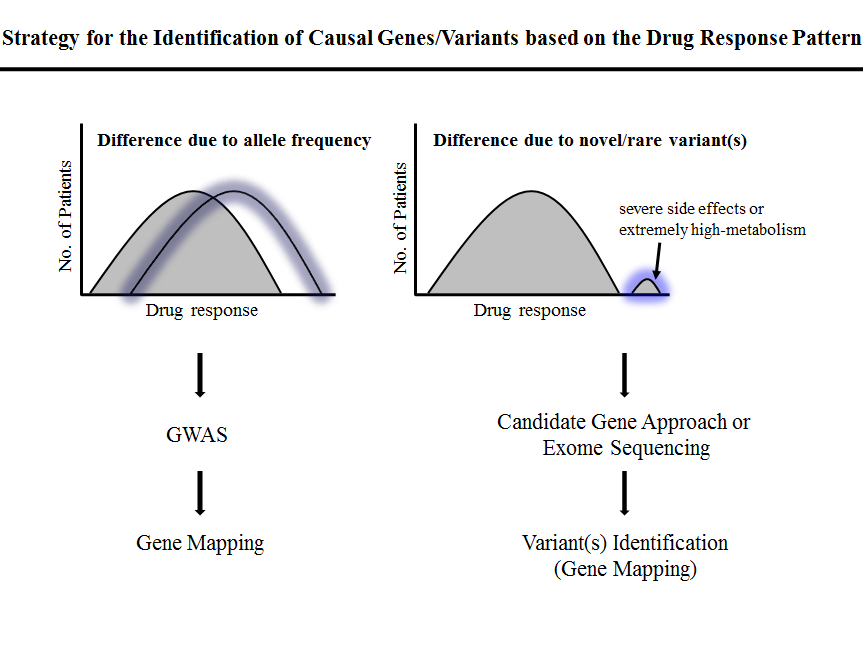 Strategy for the Identification of Causal Genes/Variants based on the Drug Response Pattern
Difference due to allele frequency
No. of Patients
Drug response
GWAS
Gene Mapping
Difference due to novel/rare variant(s)
No. of Patients
severe side effects or
extremely high-metabolism
Drug response
Candidate Gene Approach or
Exome Sequencing
Variant(s) Identification
(Gene Mapping)